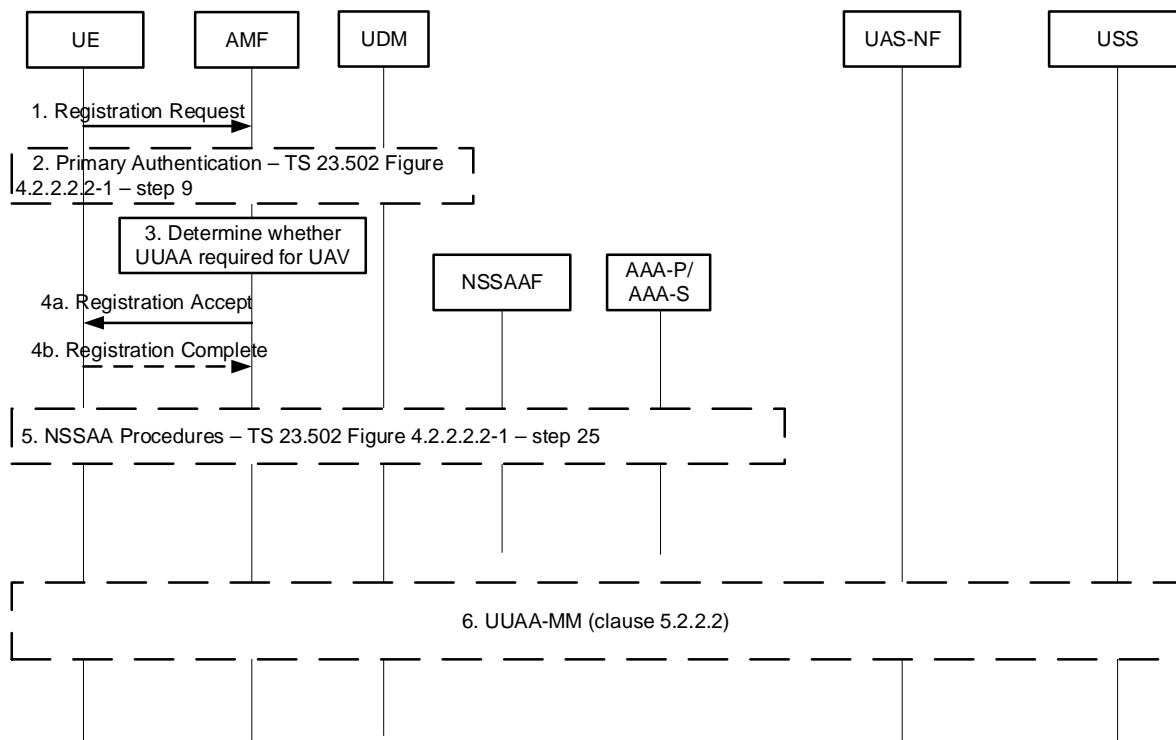 UE
AMF
UDM
UAS-NF
USS
1. Registration Request
2. Primary Authentication – TS 23.502 Figure
4.2.2.2.2-1 – step 9
3. Determine whether
UUAA required for UAV
NSSAAF
AAA-P/
AAA-S
4a. Registration Accept
4b. Registration Complete
5. NSSAA Procedures – TS 23.502 Figure 4.2.2.2.2-1 – step 25
6. UUAA-MM (clause 5.2.2.2)